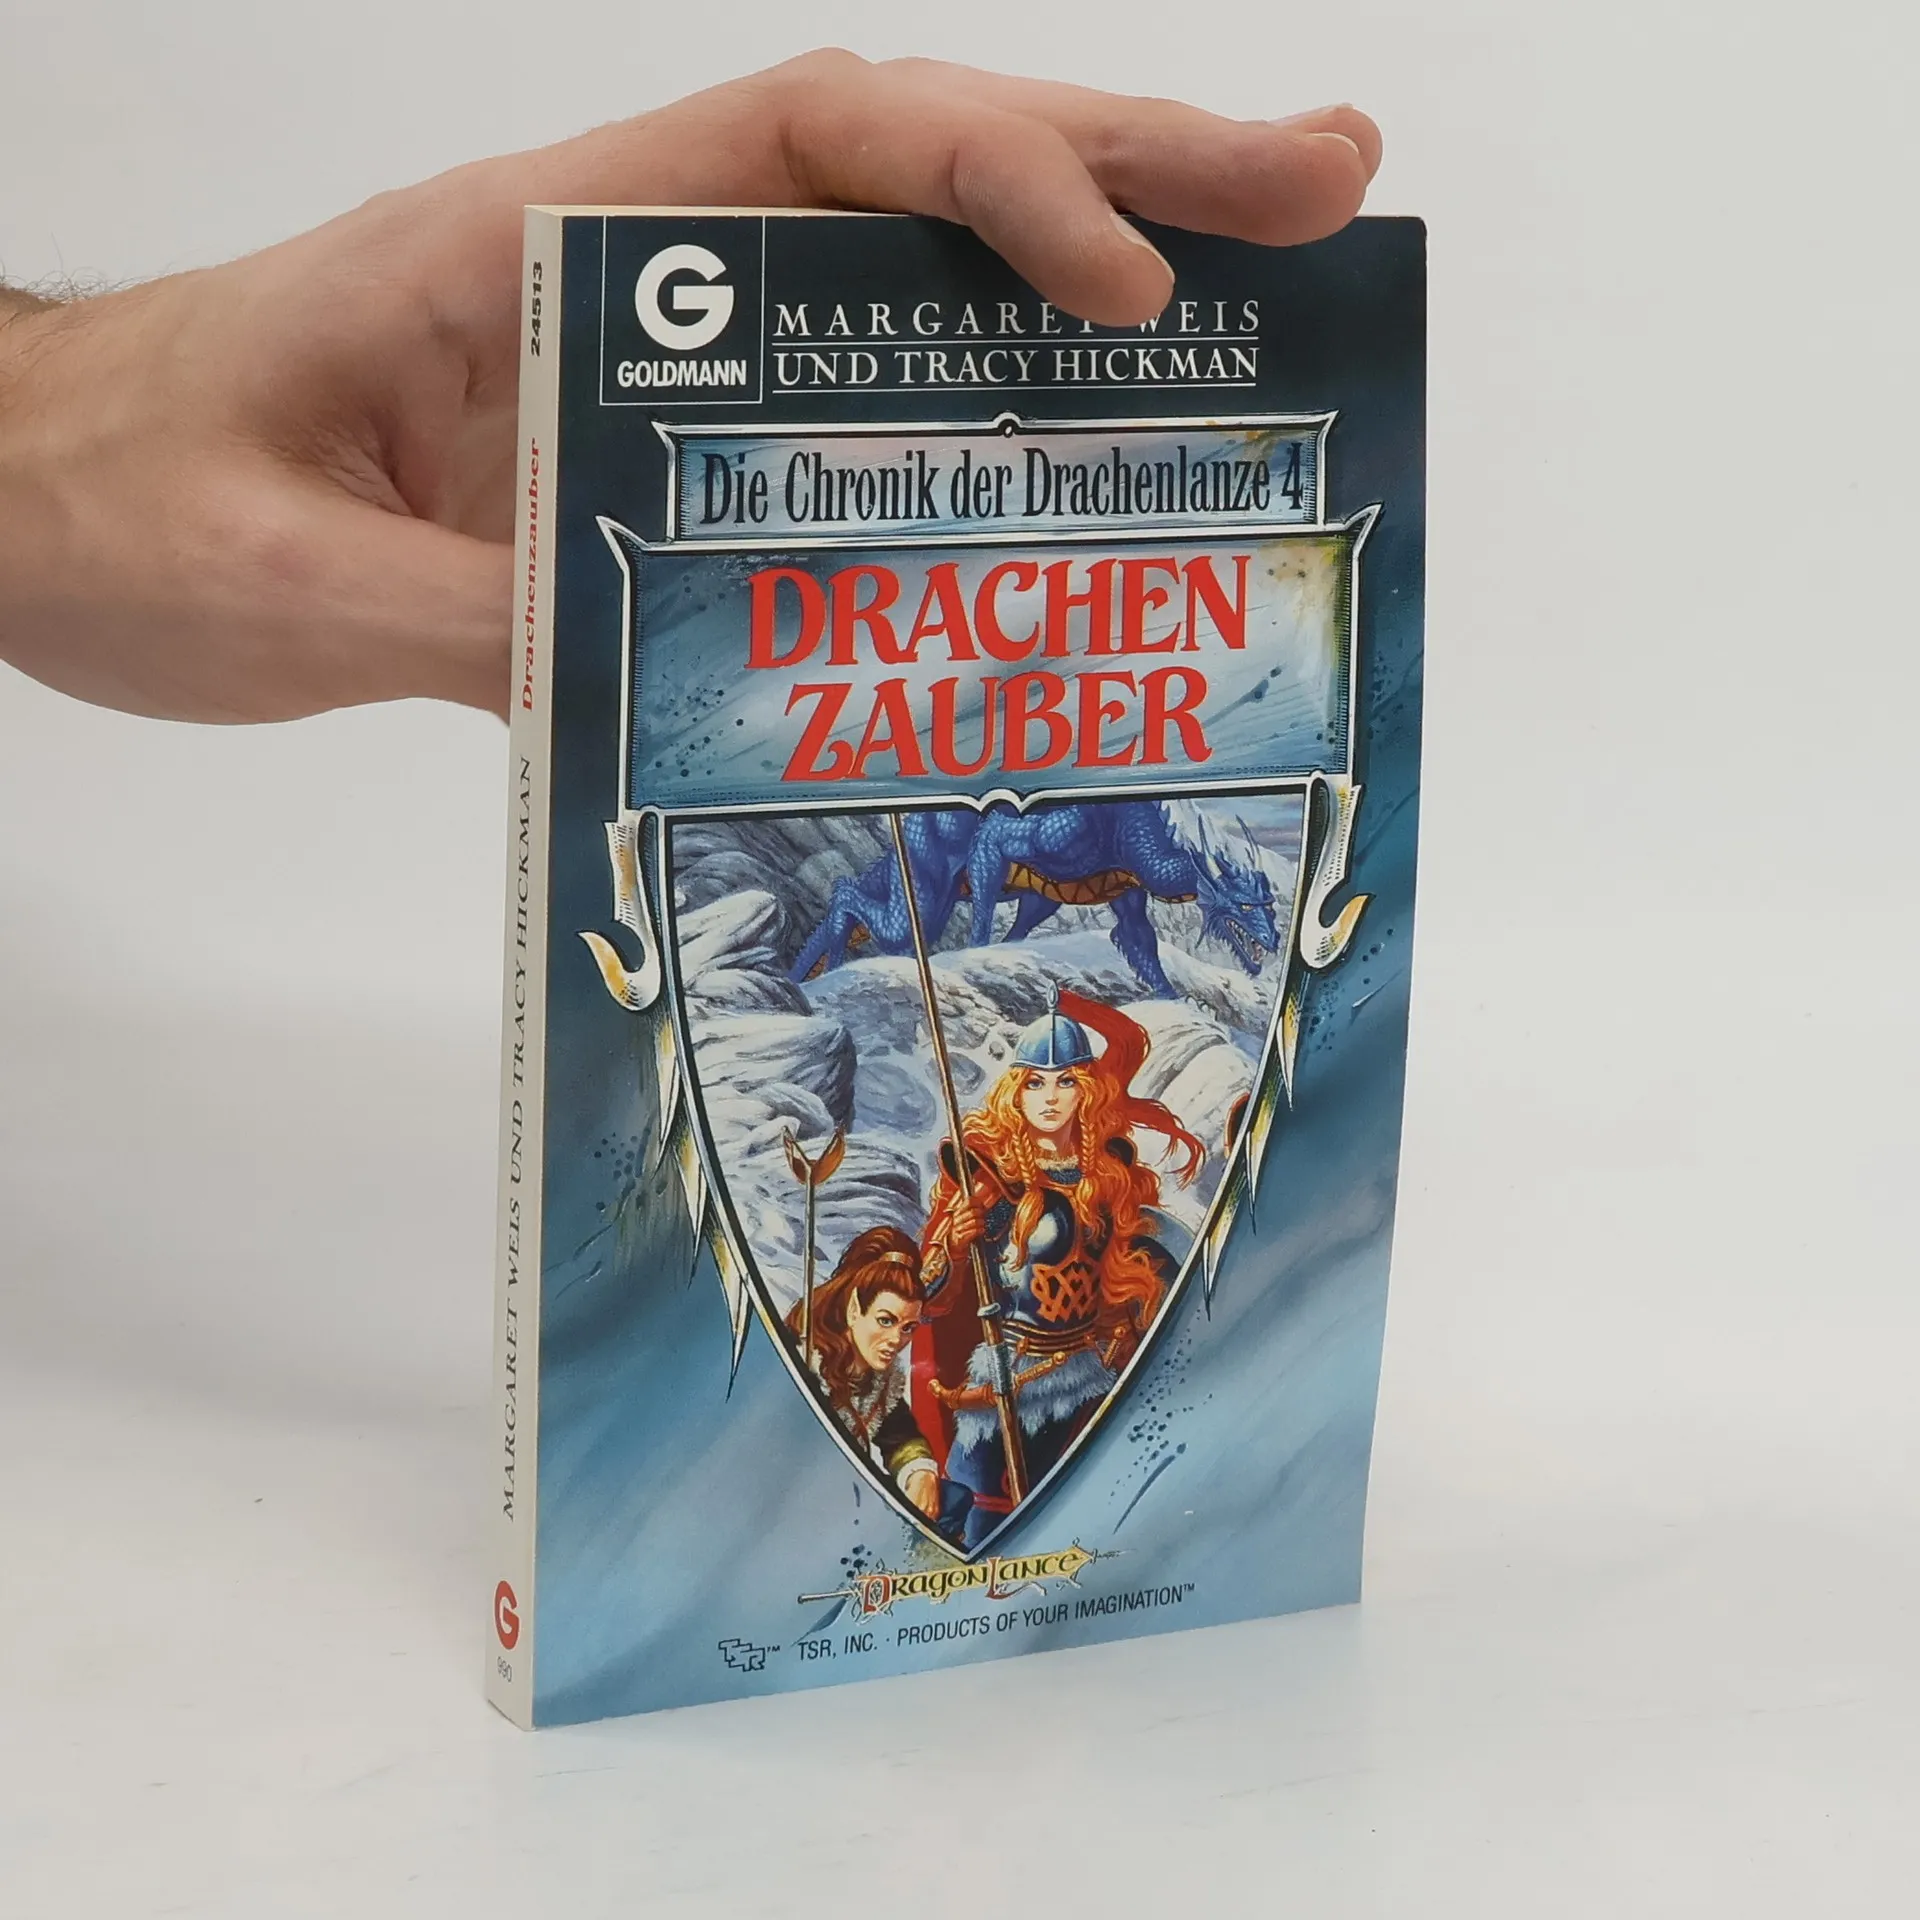 G
GOLDMANN
MARGARET WEIS
UND TRACY HICKMAN
Die Chronik der Drachenlanze 4
DRACHEN
ZAUBER
DRAGONLANCE
TSR™ TSR, INC. · PRODUCTS OF YOUR IMAGINATION™
MARGARET WEIS UND TRACY HICKMAN Drachenzauber 24513
G
990